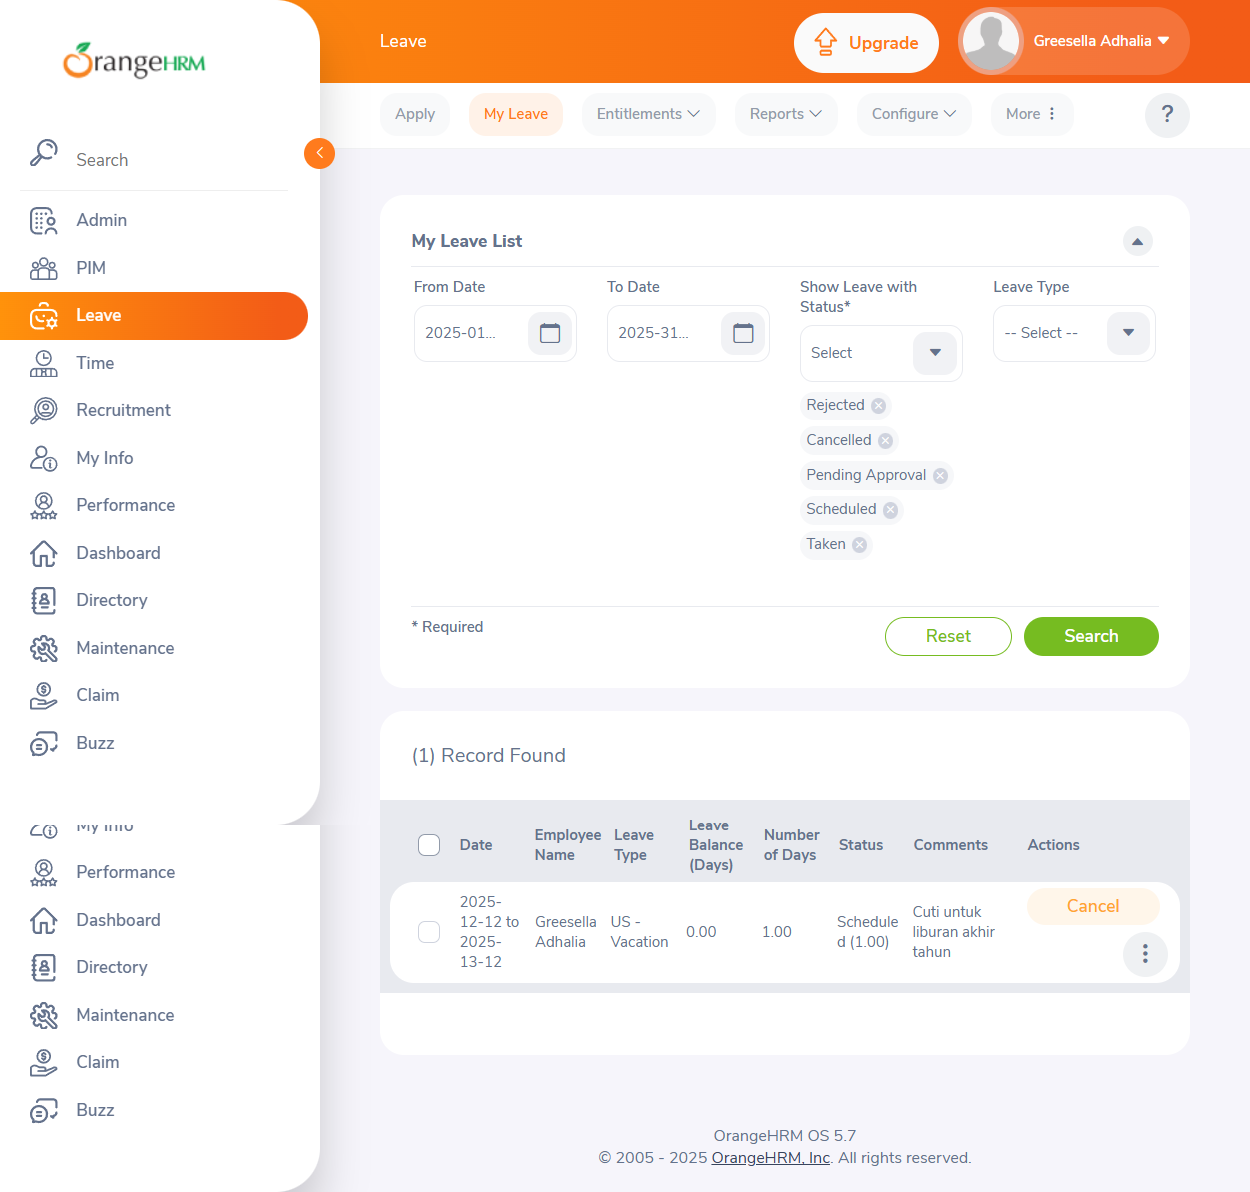 OrangeHRM
Leave
Upgrade
Greesella Adhalia
Apply
My Leave
Entitlements
Reports
Configure
More
?
Search
Admin
PIM
Leave
Time
Recruitment
My Info
Performance
Dashboard
Directory
Maintenance
Claim
Buzz
My Info
Performance
Dashboard
Directory
Maintenance
Claim
Buzz
My Leave List
From Date
2025-01...
To Date
2025-31...
Show Leave with
Status*
Select
Rejected
Cancelled
Pending Approval
Scheduled
Taken
Leave Type
-- Select --
* Required
Reset
Search
(1) Record Found
Date
Employee
Name
Leave
Type
Leave
Balance
(Days)
Number
of Days
Status
Comments
Actions
2025-
12-12 to
2025-
13-12
Greesella
Adhalia
US -
Vacation
0.00
1.00
Schedule
d (1.00)
Cuti untuk
liburan akhir
tahun
Cancel
OrangeHRM OS 5.7
© 2005 - 2025 OrangeHRM, Inc. All rights reserved.